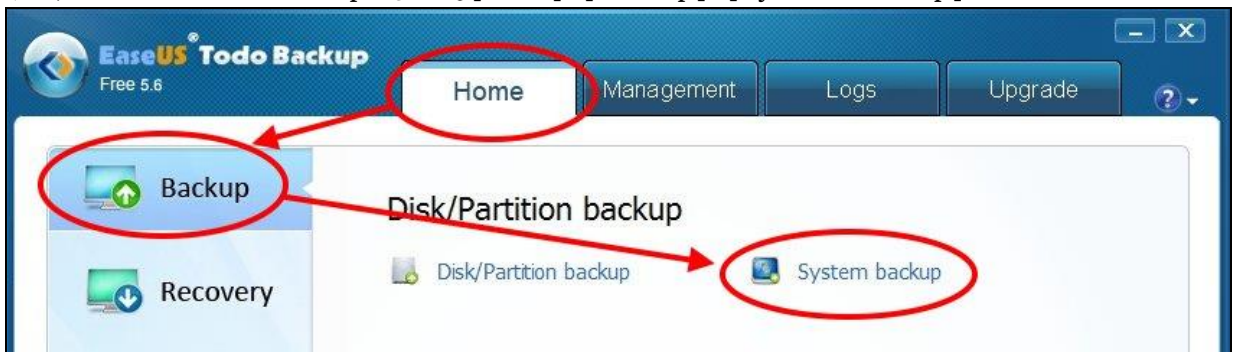 EaseUS® Todo Backup
Free 5.6
Home
Management
Logs
Upgrade
?
Backup
Recovery
Disk/Partition backup
Disk/Partition backup
System backup